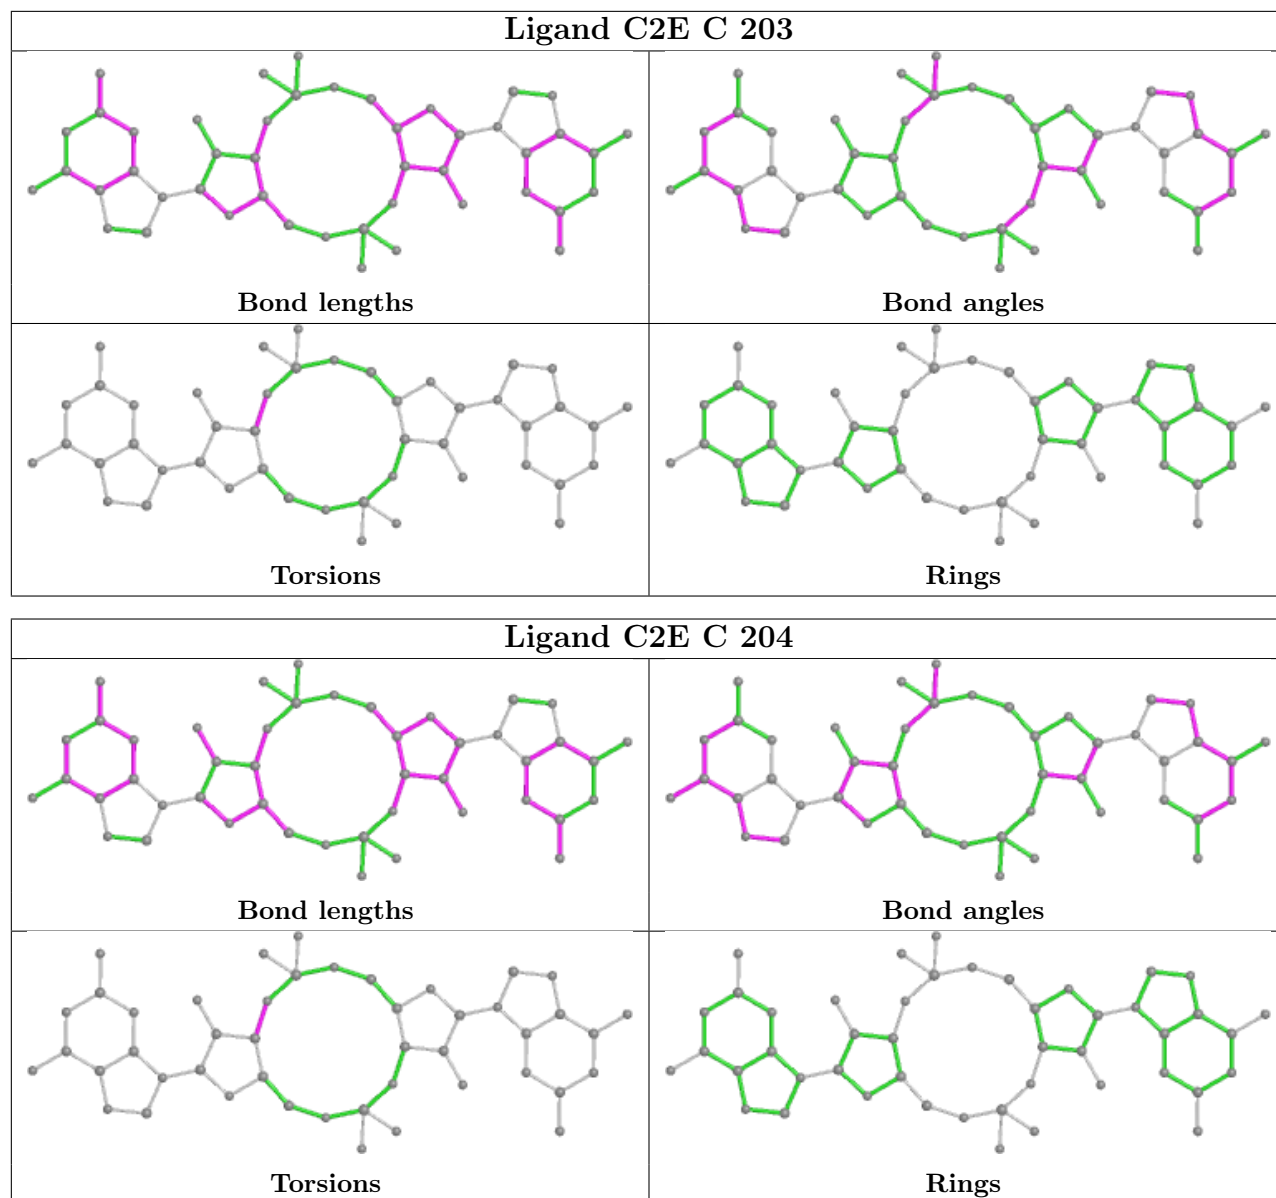 Ligand C2E C 203
Bond lengths
Bond angles
Torsions
Rings
Ligand C2E C 204
Bond lengths
Bond angles
Torsions
Rings